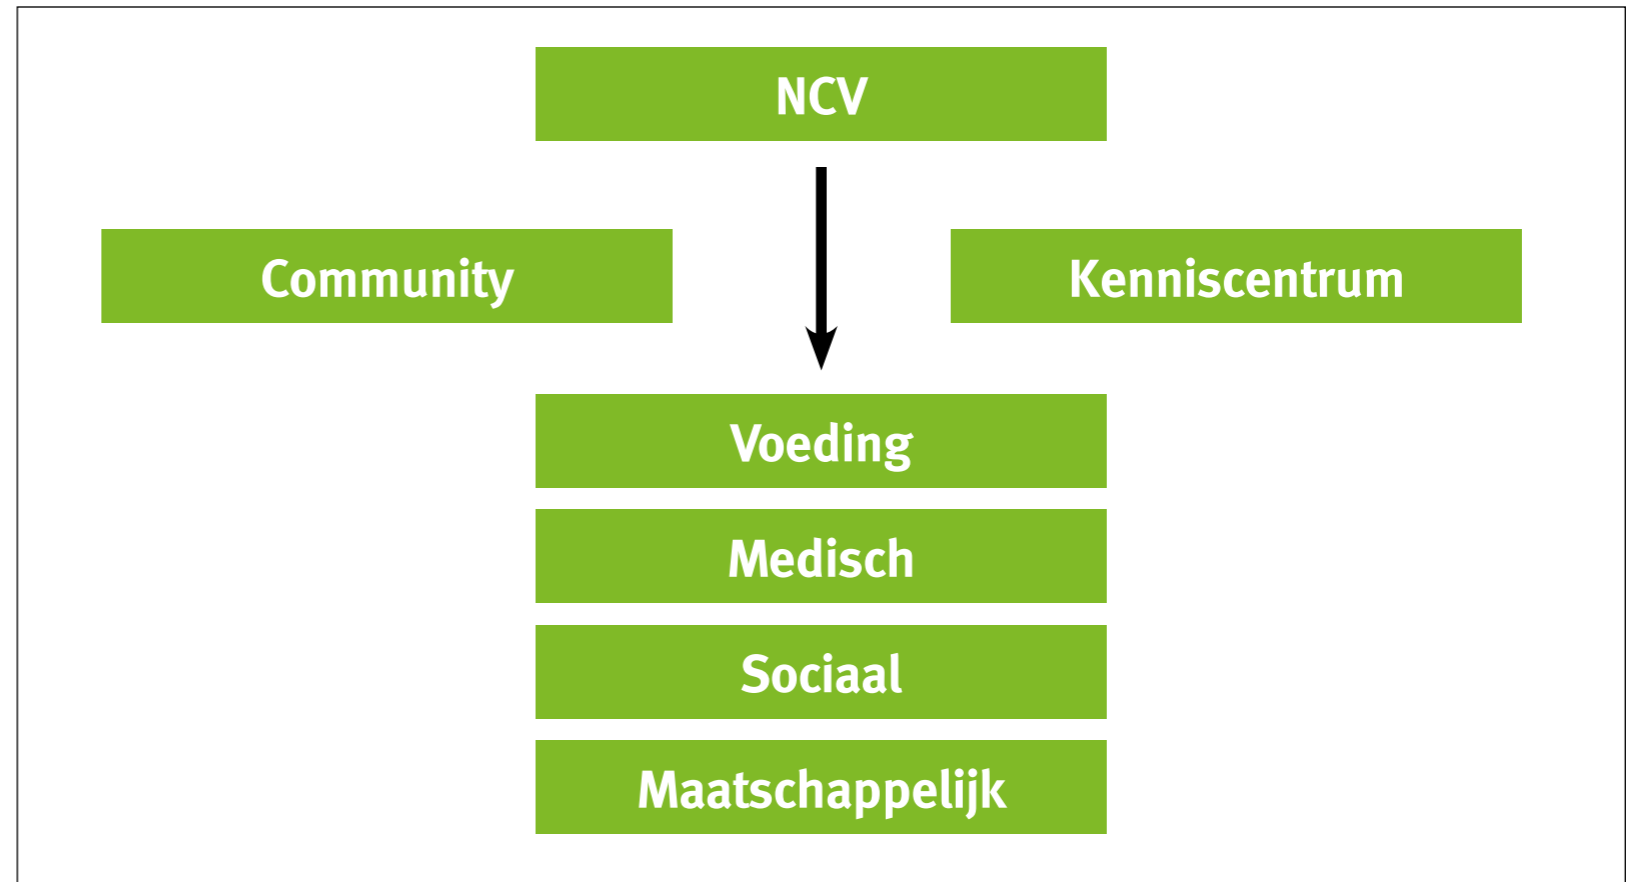 NCV
Community
Kenniscentrum
Voeding
Medisch
Sociaal
Maatschappelijk